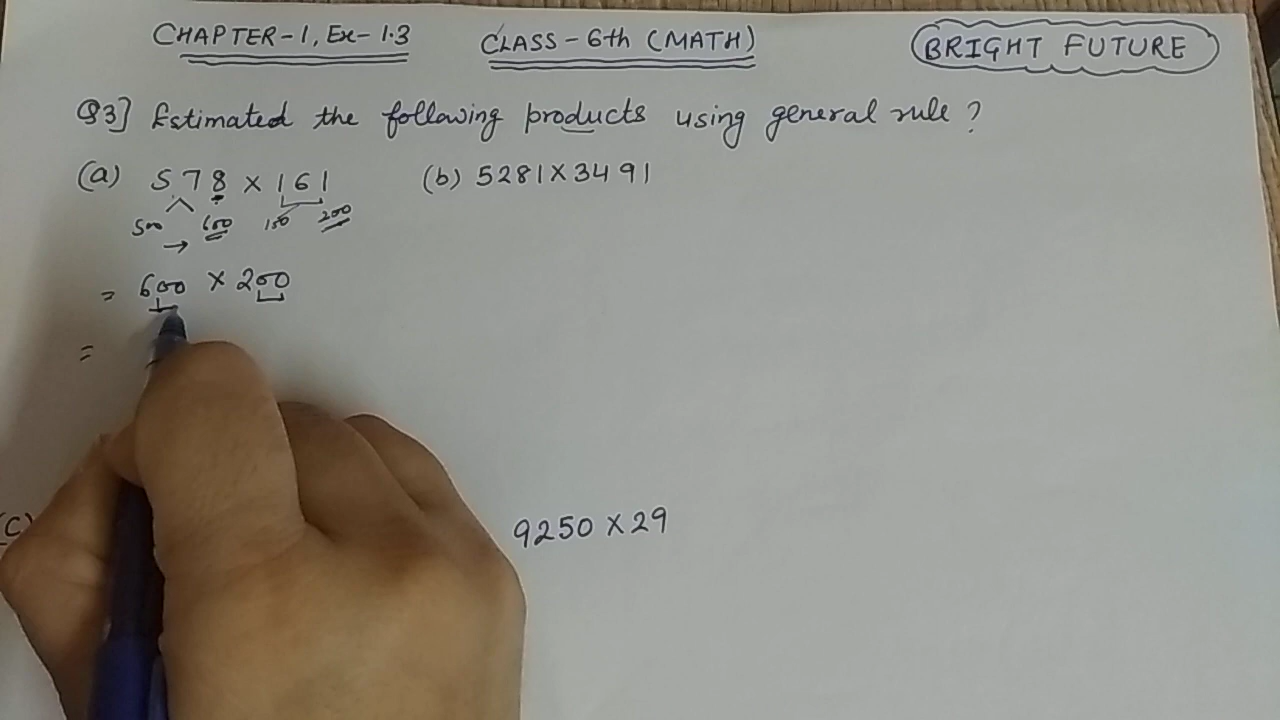 CHAPTER-1, Ex-1.3 CLASS-6th (MATH) BRIGHT FUTURE
Q3] Estimated the following products using general rule ?
(a) 578 × 161 (b) 5281×3491
500 600 100 200
→
= 600 × 200
=
(C) 9250 ×29